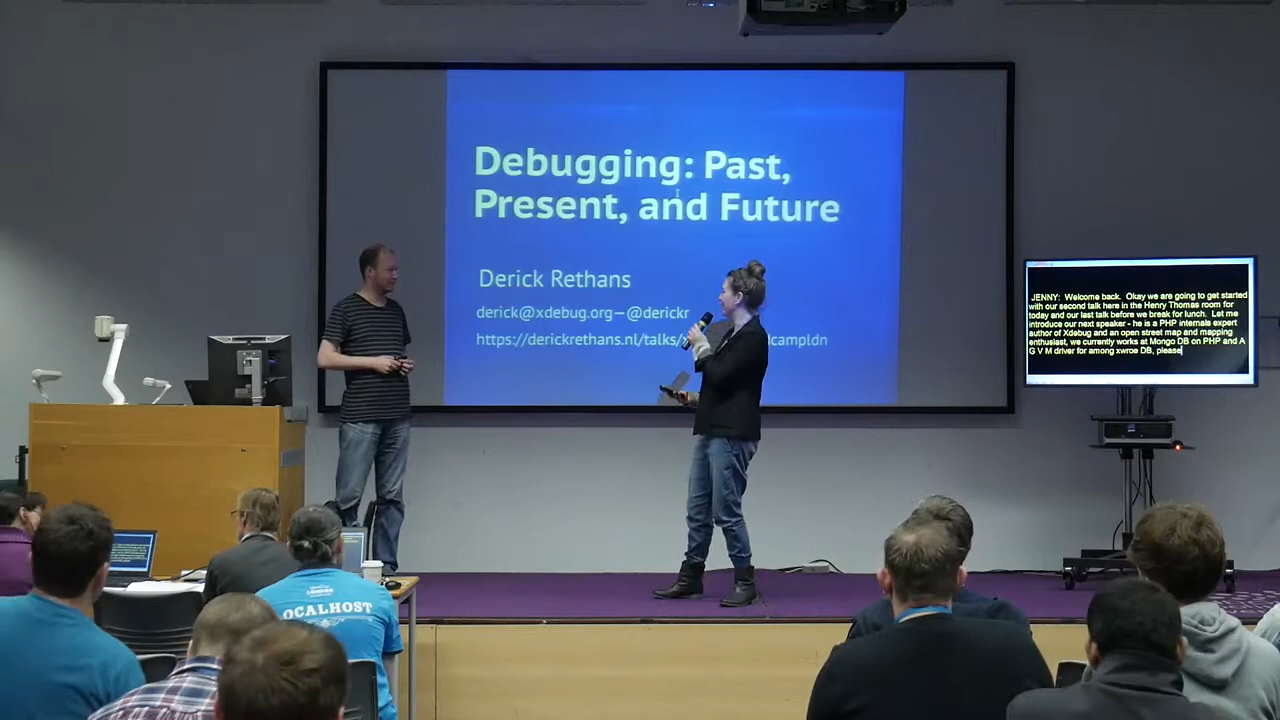 Debugging: Past,
Present, and Future
Derick Rethans
derick@xdebug.org—@derickr
https://derickrethans.nl/talks/ campldn
JENNY: Welcome back. Okay we are going to get started
with our second talk here in the Henry Thomas room for
today and our last talk before we break for lunch. Let me
introduce our next speaker - he is a PHP internals expert
author of Xdebug and an open street map and mapping
enthusiast, we currently works at Mongo DB on PHP and A
G V M driver for among xwroe DB, please
LONDON
OCALHOST